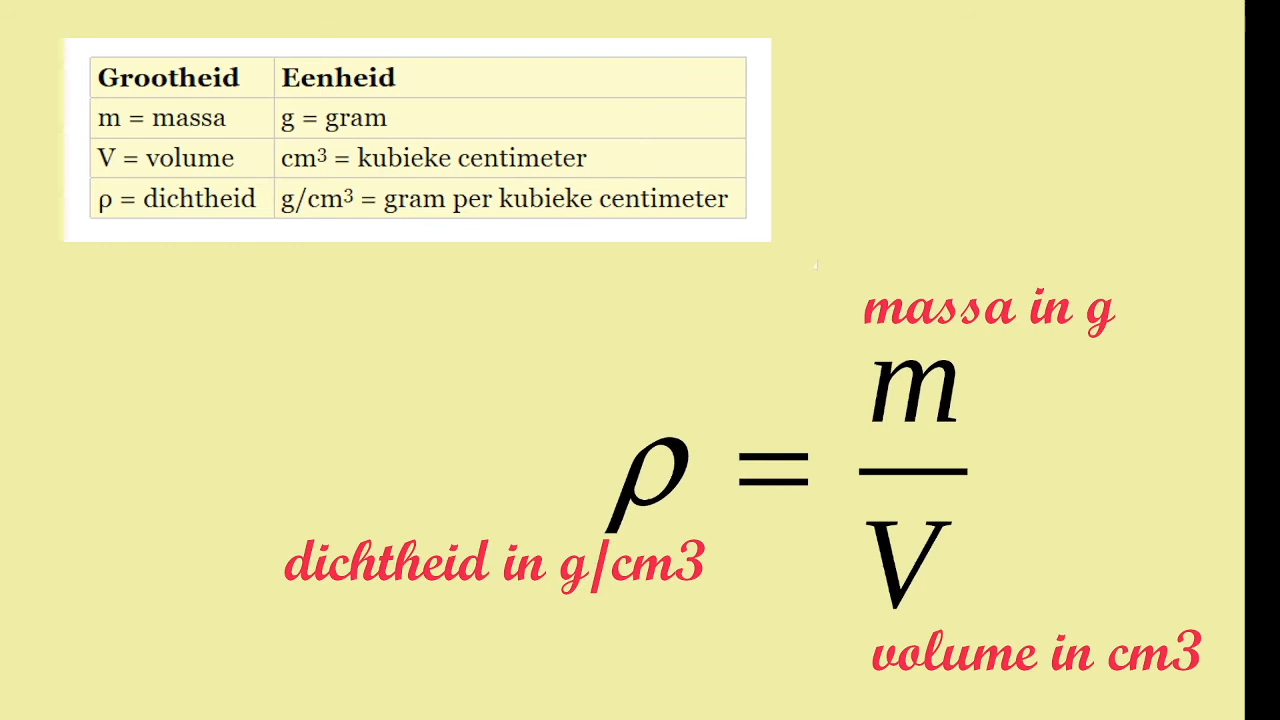 Grootheid Eenheid
m = massa g = gram
V = volume cm³ = kubieke centimeter
ρ = dichtheid g/cm³ = gram per kubieke centimeter
massa in g
ρ = m
V
dichtheid in g/cm3
volume in cm3